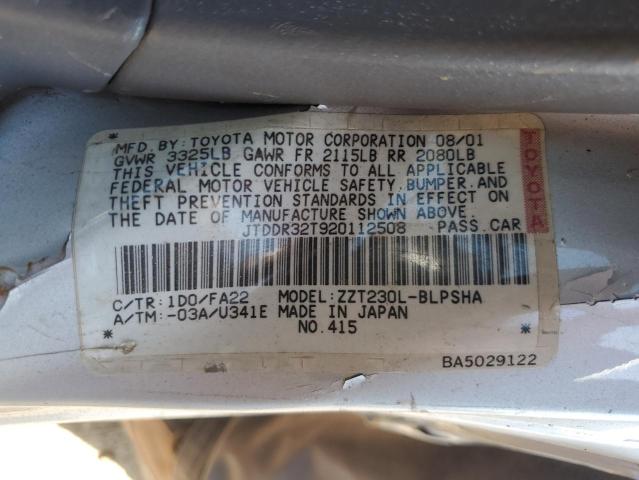 MFD. BY: TOYOTA MOTOR CORPORATION 08/01
GVWR 3325LB GAWR FR 2115LB RR 2080LB
THIS VEHICLE CONFORMS TO ALL APPLICABLE
FEDERAL MOTOR VEHICLE SAFETY, BUMPER, AND
THEFT PREVENTION STANDARDS IN EFFECT ON
THE DATE OF MANUFACTURE SHOWN ABOVE.
JTDDR32T920112508 PASS. CAR
TOYOTA
C/TR: 1D0/FA22 MODEL: ZZT230L-BLPSHA
A/TM: -03A/U341E MADE IN JAPAN
NO. 415
BA5029122